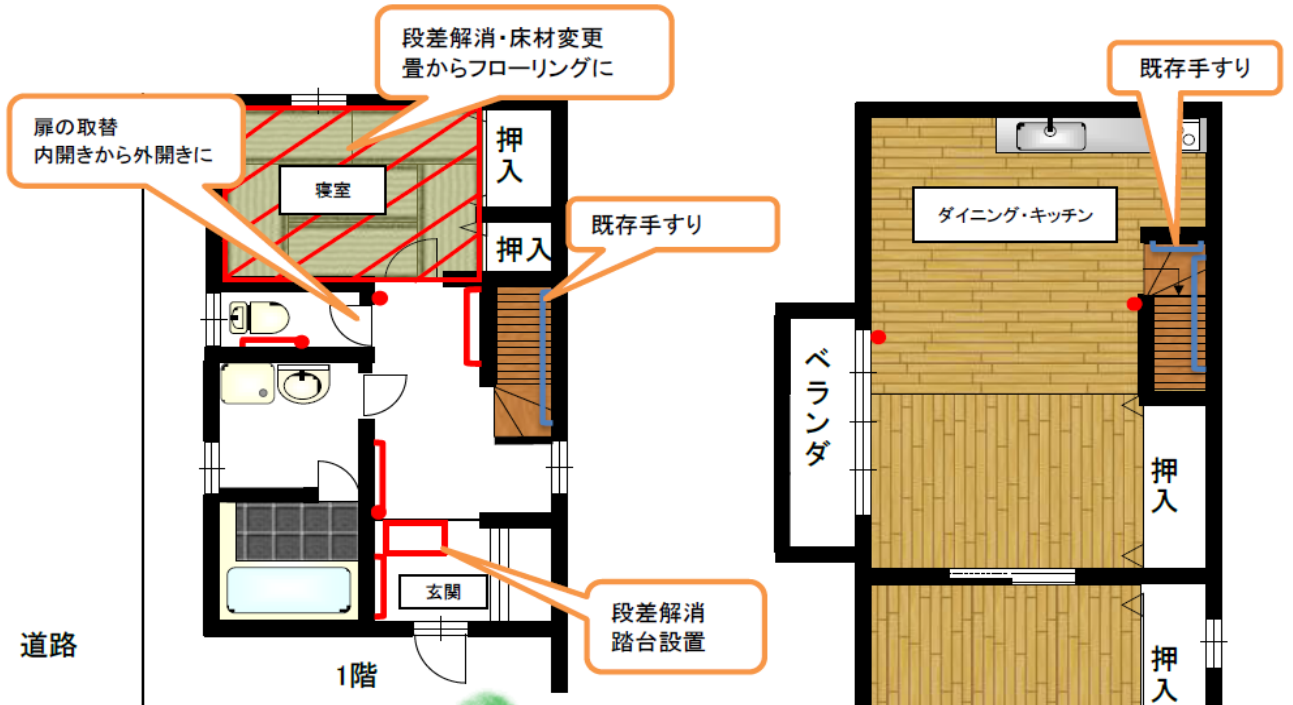 段差解消・床材変更
畳からフローリングに
既存手すり
扉の取替
内開きから外開きに
押入
寝室
ダイニング・キッチン
既存手すり
押入
ベランダ
押入
玄関
段差解消
踏台設置
道路
1階
押入